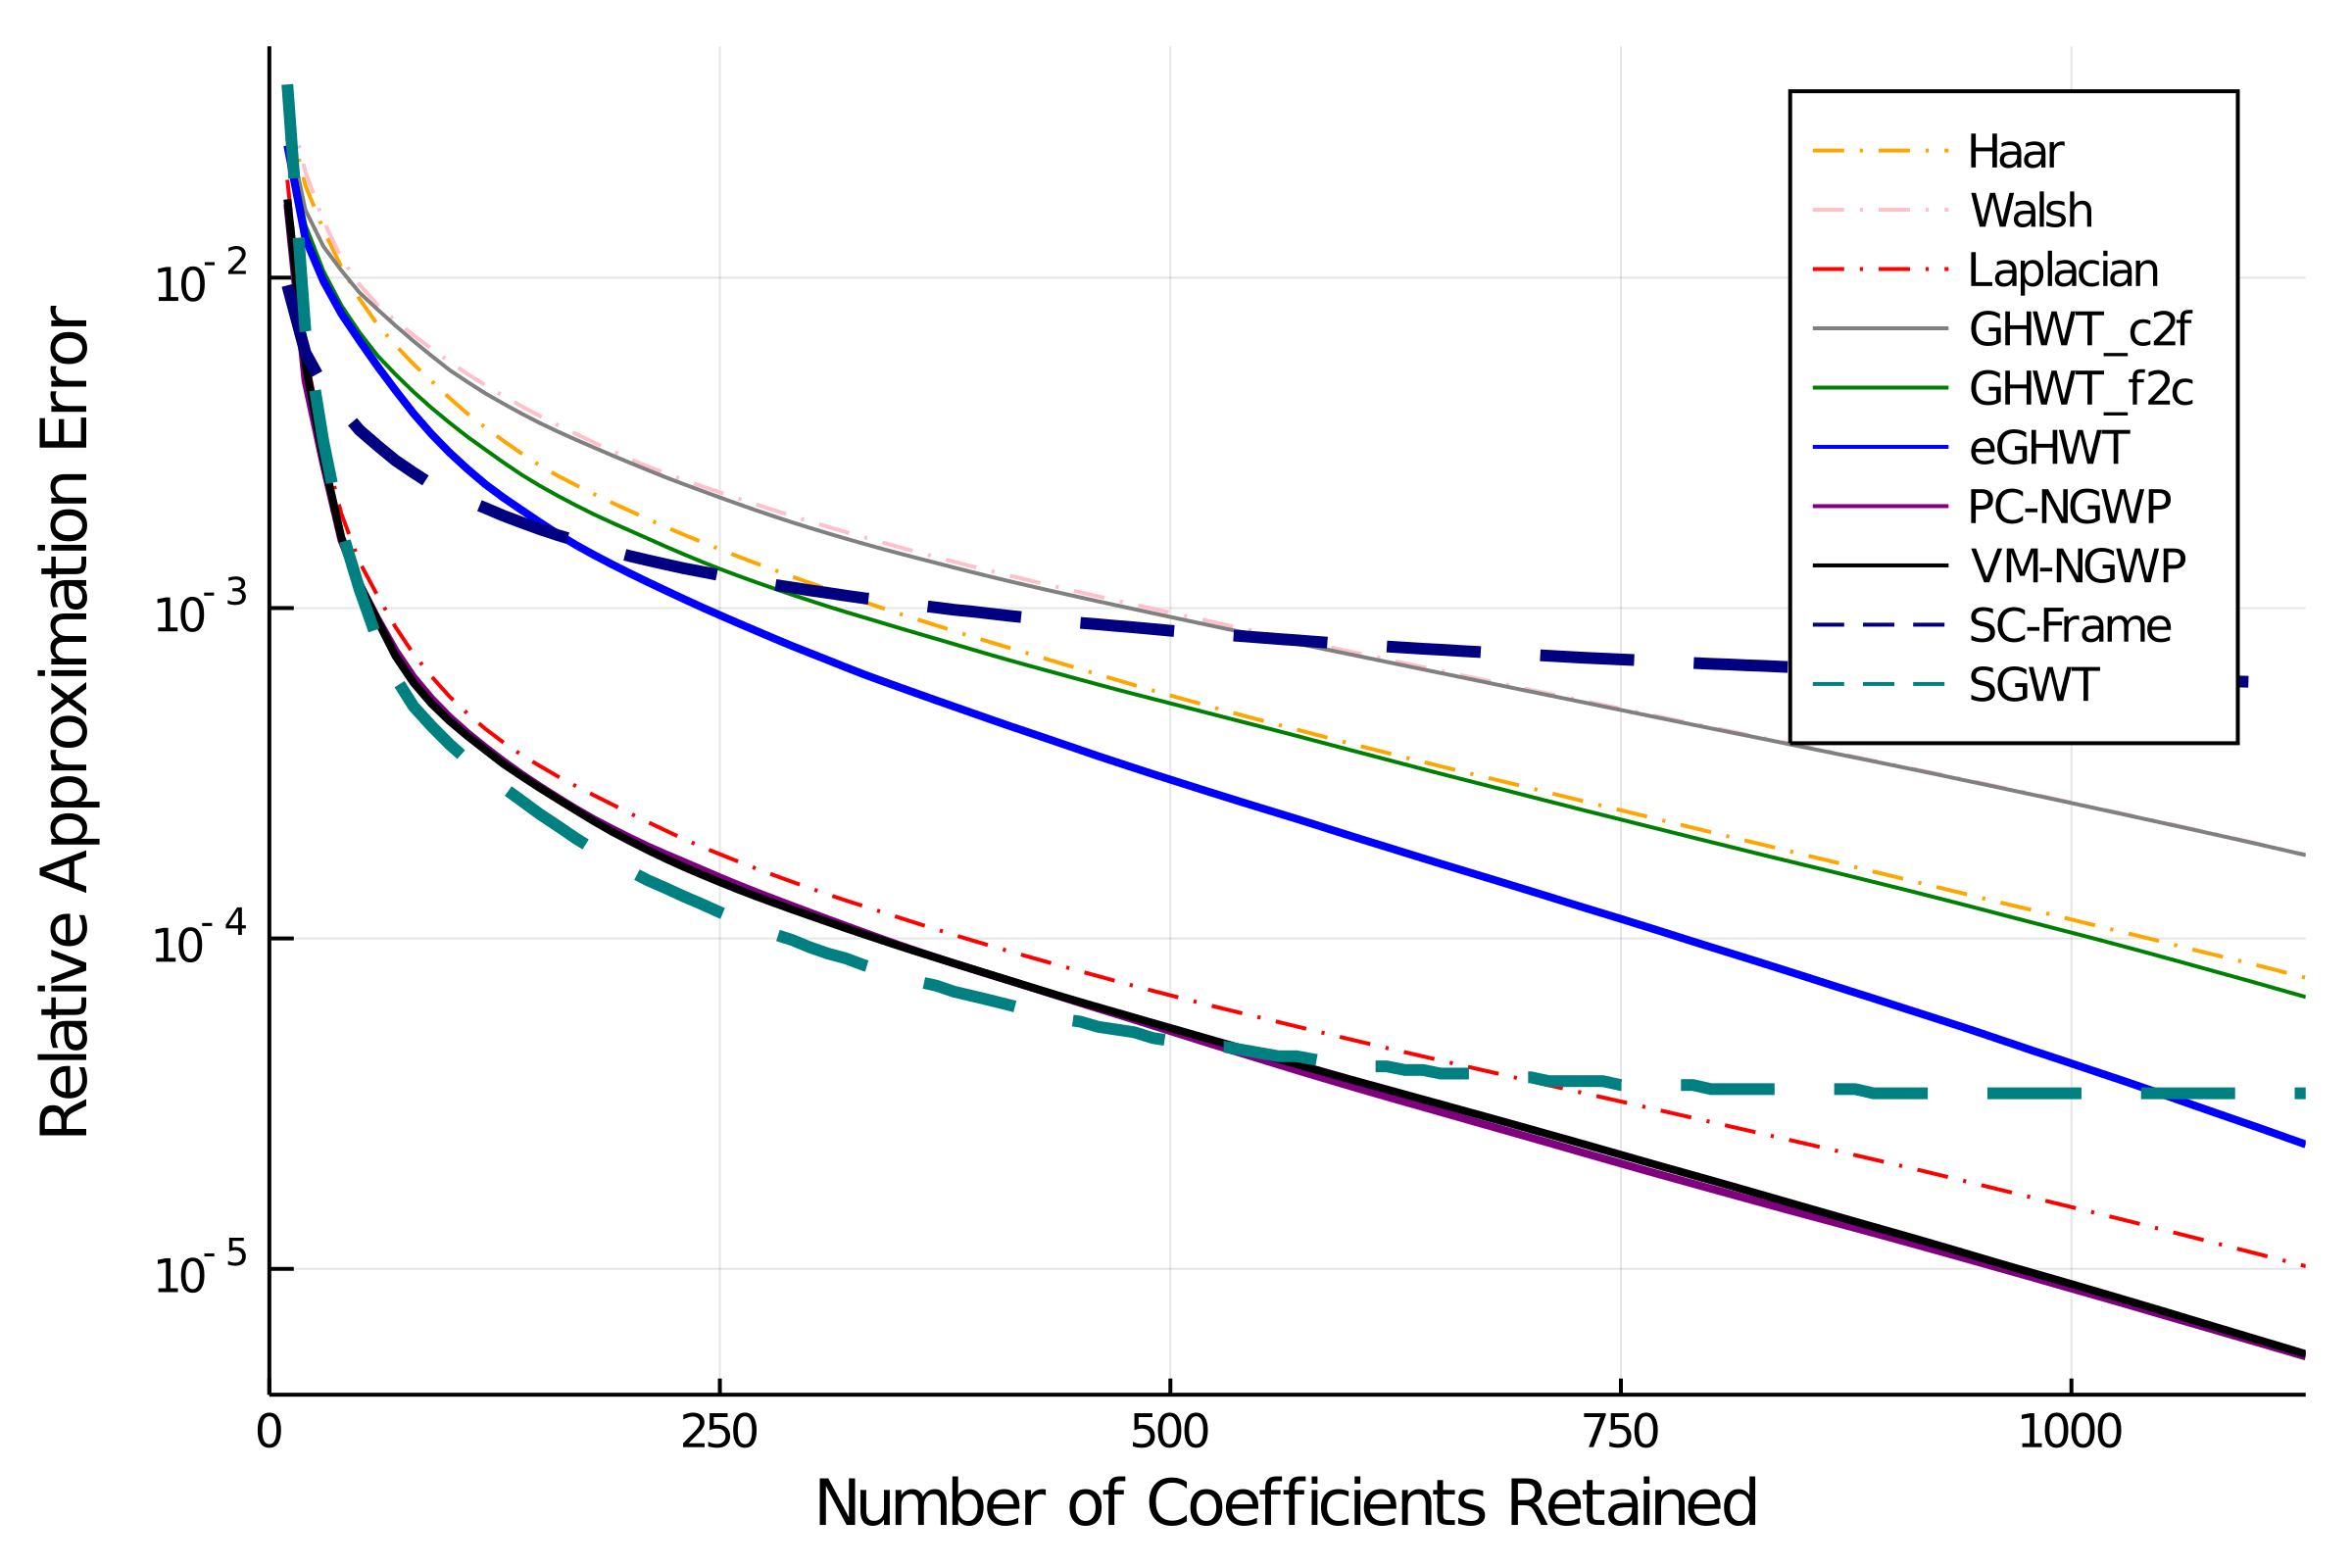 Relative Approximation Error
10-2
10-3
10-4
10-5
0 250 500 750 1000
Number of Coefficients Retained
Haar
Walsh
Laplacian
GHWT_c2f
GHWT_f2c
eGHWT
PC-NGWP
VM-NGWP
SC-Frame
SGWT